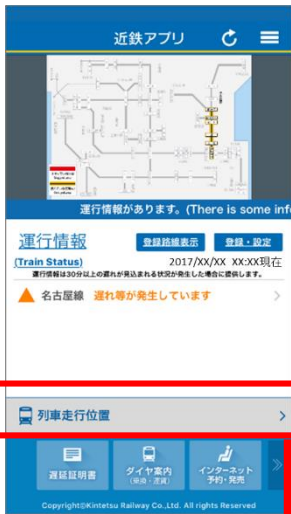 近鉄アプリ
運行情報があります。(There is some info
運行情報
登録路線表示
登録・設定
(Train Status)
2017/XX/XX XX:XX現在
運行情報は30分以上の遅れが見込まれる状況が発生した場合に提供します。
名古屋線 遅れ等が発生しています
列車走行位置
遅延証明書
ダイヤ案内
(乗換・運賃)
インターネット
予約・発売
Copyright@Kintetsu Railway Co.,Ltd. All rights Reserved